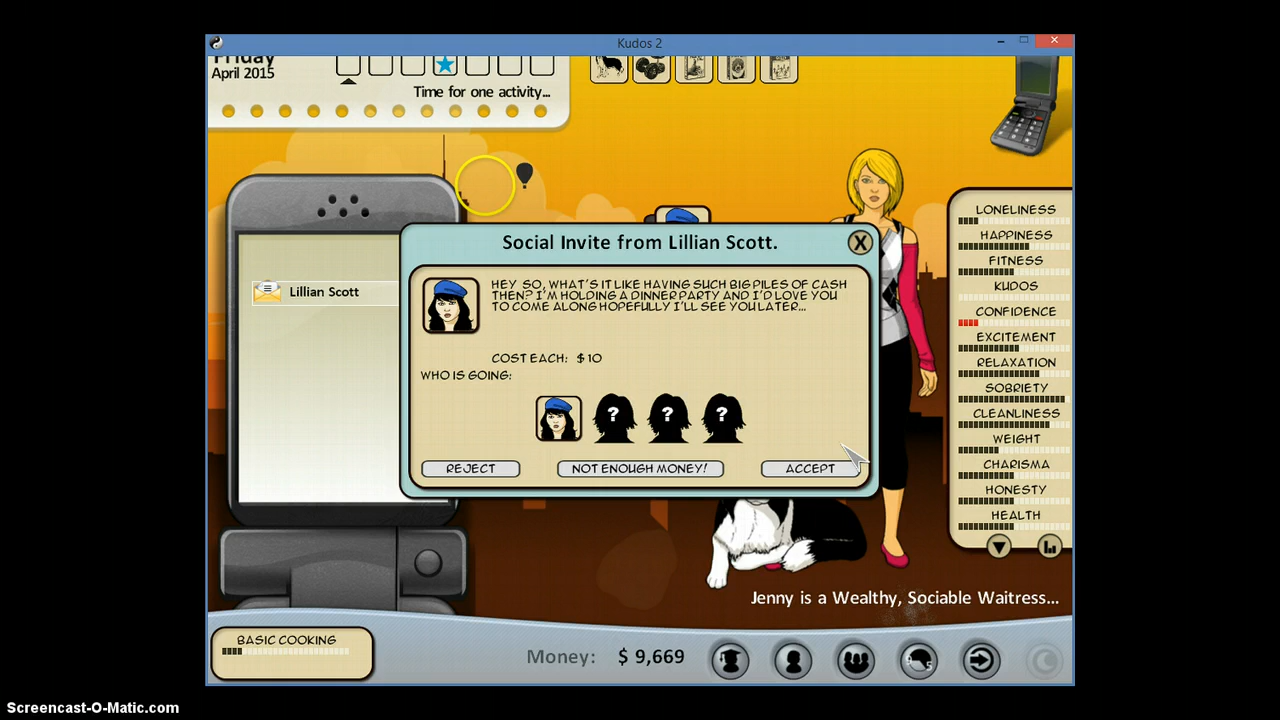 Kudos 2
Friday
April 2015
Time for one activity...
Lillian Scott
Social Invite from Lillian Scott.
X
HEY SO, WHAT'S IT LIKE HAVING SUCH BIG PILES OF CASH
THEN? I'M HOLDING A DINNER PARTY AND I'D LOVE YOU
TO COME ALONG HOPEFULLY I'LL SEE YOU LATER...
COST EACH: $10
WHO IS GOING:
? ? ?
REJECT
NOT ENOUGH MONEY!
ACCEPT
LONELINESS
HAPPINESS
FITNESS
KUDOS
CONFIDENCE
EXCITEMENT
RELAXATION
SOBRIETY
CLEANLINESS
WEIGHT
CHARISMA
HONESTY
HEALTH
Jenny is a Wealthy, Sociable Waitress...
BASIC COOKING
Money: $ 9,669
Screencast-O-Matic.com